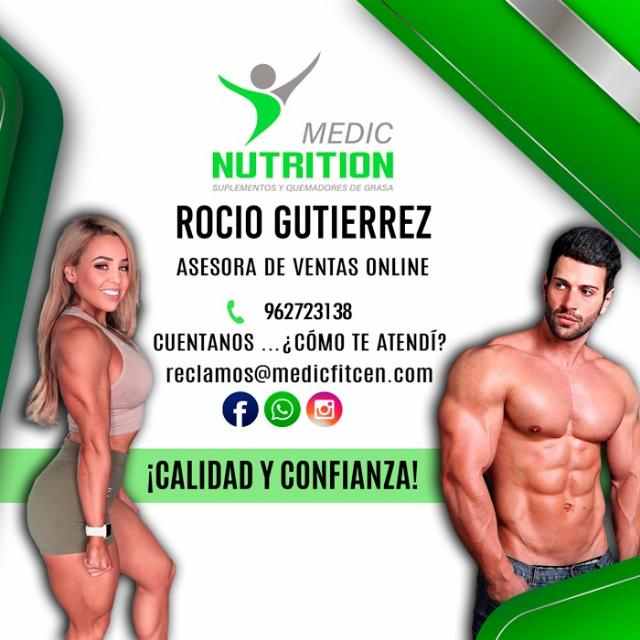 MEDIC
NUTRITION
SUPLEMENTOS Y QUEMADORES DE GRASA
ROCIO GUTIERREZ
ASESORA DE VENTAS ONLINE
962723138
CUENTANOS ...¿CÓMO TE ATENDÍ?
reclamos@medicfitcen.com
¡CALIDAD Y CONFIANZA!